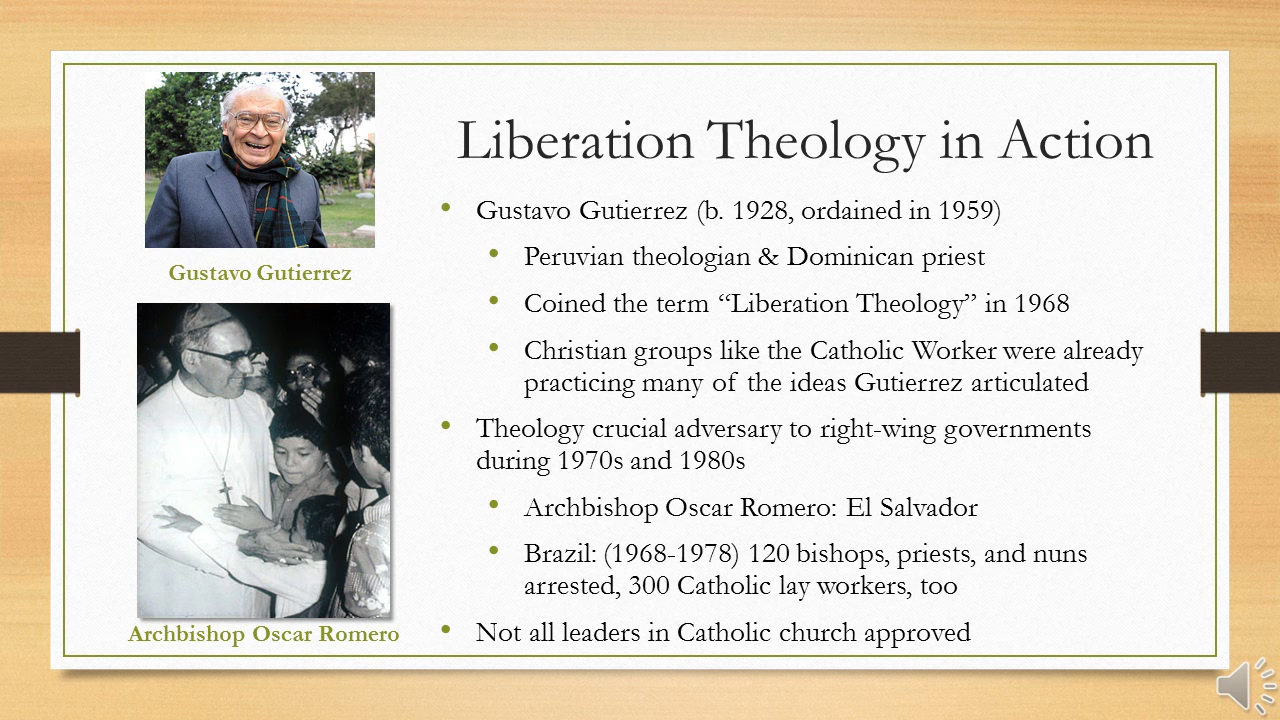 Liberation Theology in Action
• Gustavo Gutierrez (b. 1928, ordained in 1959)
• Peruvian theologian & Dominican priest
• Coined the term “Liberation Theology” in 1968
• Christian groups like the Catholic Worker were already
practicing many of the ideas Gutierrez articulated
• Theology crucial adversary to right-wing governments
during 1970s and 1980s
• Archbishop Oscar Romero: El Salvador
• Brazil: (1968-1978) 120 bishops, priests, and nuns
arrested, 300 Catholic lay workers, too
• Not all leaders in Catholic church approved
Gustavo Gutierrez
Archbishop Oscar Romero